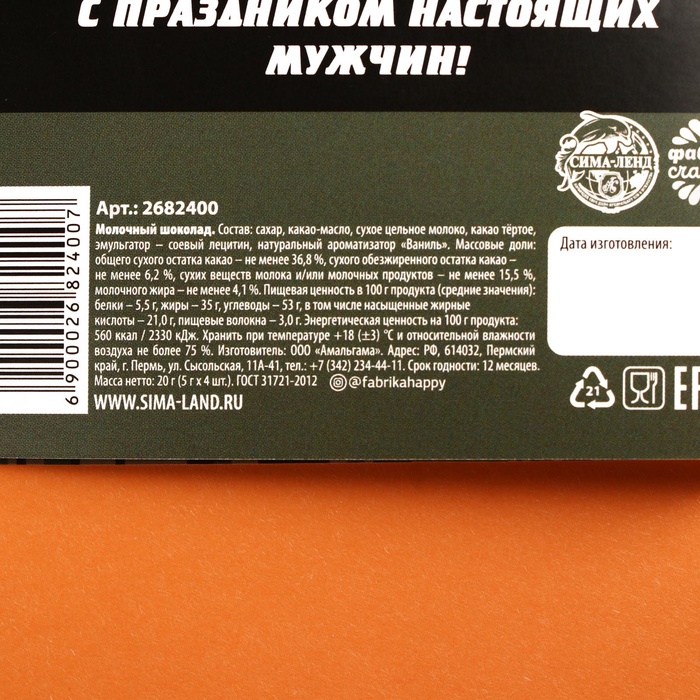 С ПРАЗДНИКОМ НАСТОЯЩИХ
МУЖЧИН!
СИМА-ЛЕНД
Арт.: 2682400
Молочный шоколад. Состав: сахар, какао-масло, сухое цельное молоко, какао тёртое,
эмульгатор – соевый лецитин, натуральный ароматизатор «Ваниль». Массовые доли:
общего сухого остатка какао – не менее 36,8 %, сухого обезжиренного остатка какао –
не менее 6,2 %, сухих веществ молока и/или молочных продуктов – не менее 15,5 %,
молочного жира – не менее 4,1 %. Пищевая ценность в 100 г продукта (средние значения):
белки – 5,5 г, жиры – 35 г, углеводы – 53 г, в том числе насыщенные жирные
кислоты – 21,0 г, пищевые волокна – 3,0 г. Энергетическая ценность на 100 г продукта:
560 ккал / 2330 кДж. Хранить при температуре +18 (±3) °С и относительной влажности
воздуха не более 75 %. Изготовитель: ООО «Амальгама». Адрес: РФ, 614032, Пермский
край, г. Пермь, ул. Сысольская, 11А-41, тел.: +7 (342) 234-44-11. Срок годности: 12 месяцев.
Масса нетто: 20 г (5 г х 4 шт.). ГОСТ 31721-2012 @fabrikahappy
WWW.SIMA-LAND.RU
6 900026 824007
Дата изготовления:
21